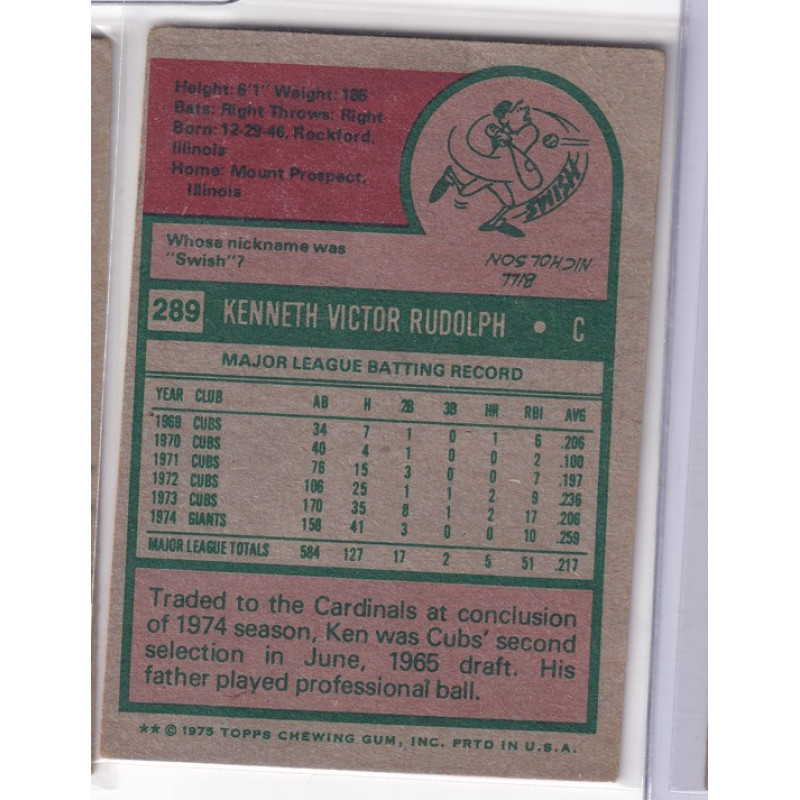 Height: 6'1" Weight: 185
Bats: Right Throws: Right
Born: 12-29-46, Rockford,
Illinois
Home: Mount Prospect,
Illinois
SWISH
Whose nickname was
"Swish"?
BILL
NICHOLSON
289 KENNETH VICTOR RUDOLPH • C
MAJOR LEAGUE BATTING RECORD
YEAR CLUB AB H 2B 3B HR RBI AVG
1969 CUBS 34 7 1 0 1 6 .206
1970 CUBS 40 4 1 0 0 2 .100
1971 CUBS 76 15 3 0 0 7 .197
1972 CUBS 106 25 1 1 2 9 .236
1973 CUBS 170 35 8 1 2 17 .206
1974 GIANTS 158 41 3 0 0 10 .259
MAJOR LEAGUE TOTALS 584 127 17 2 5 51 .217
Traded to the Cardinals at conclusion
of 1974 season, Ken was Cubs' second
selection in June, 1965 draft. His
father played professional ball.
** © 1975 TOPPS CHEWING GUM, INC. PRTD IN U.S.A.